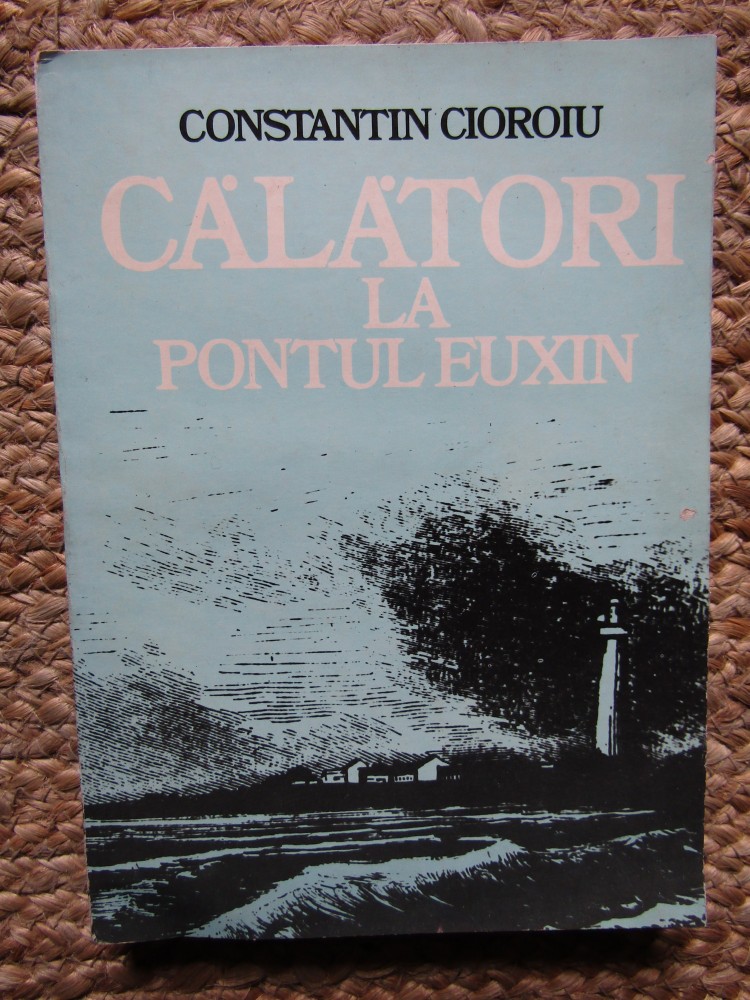 CONSTANTIN CIOROIU
CĂLĂTORI
LA
PONTUL EUXIN